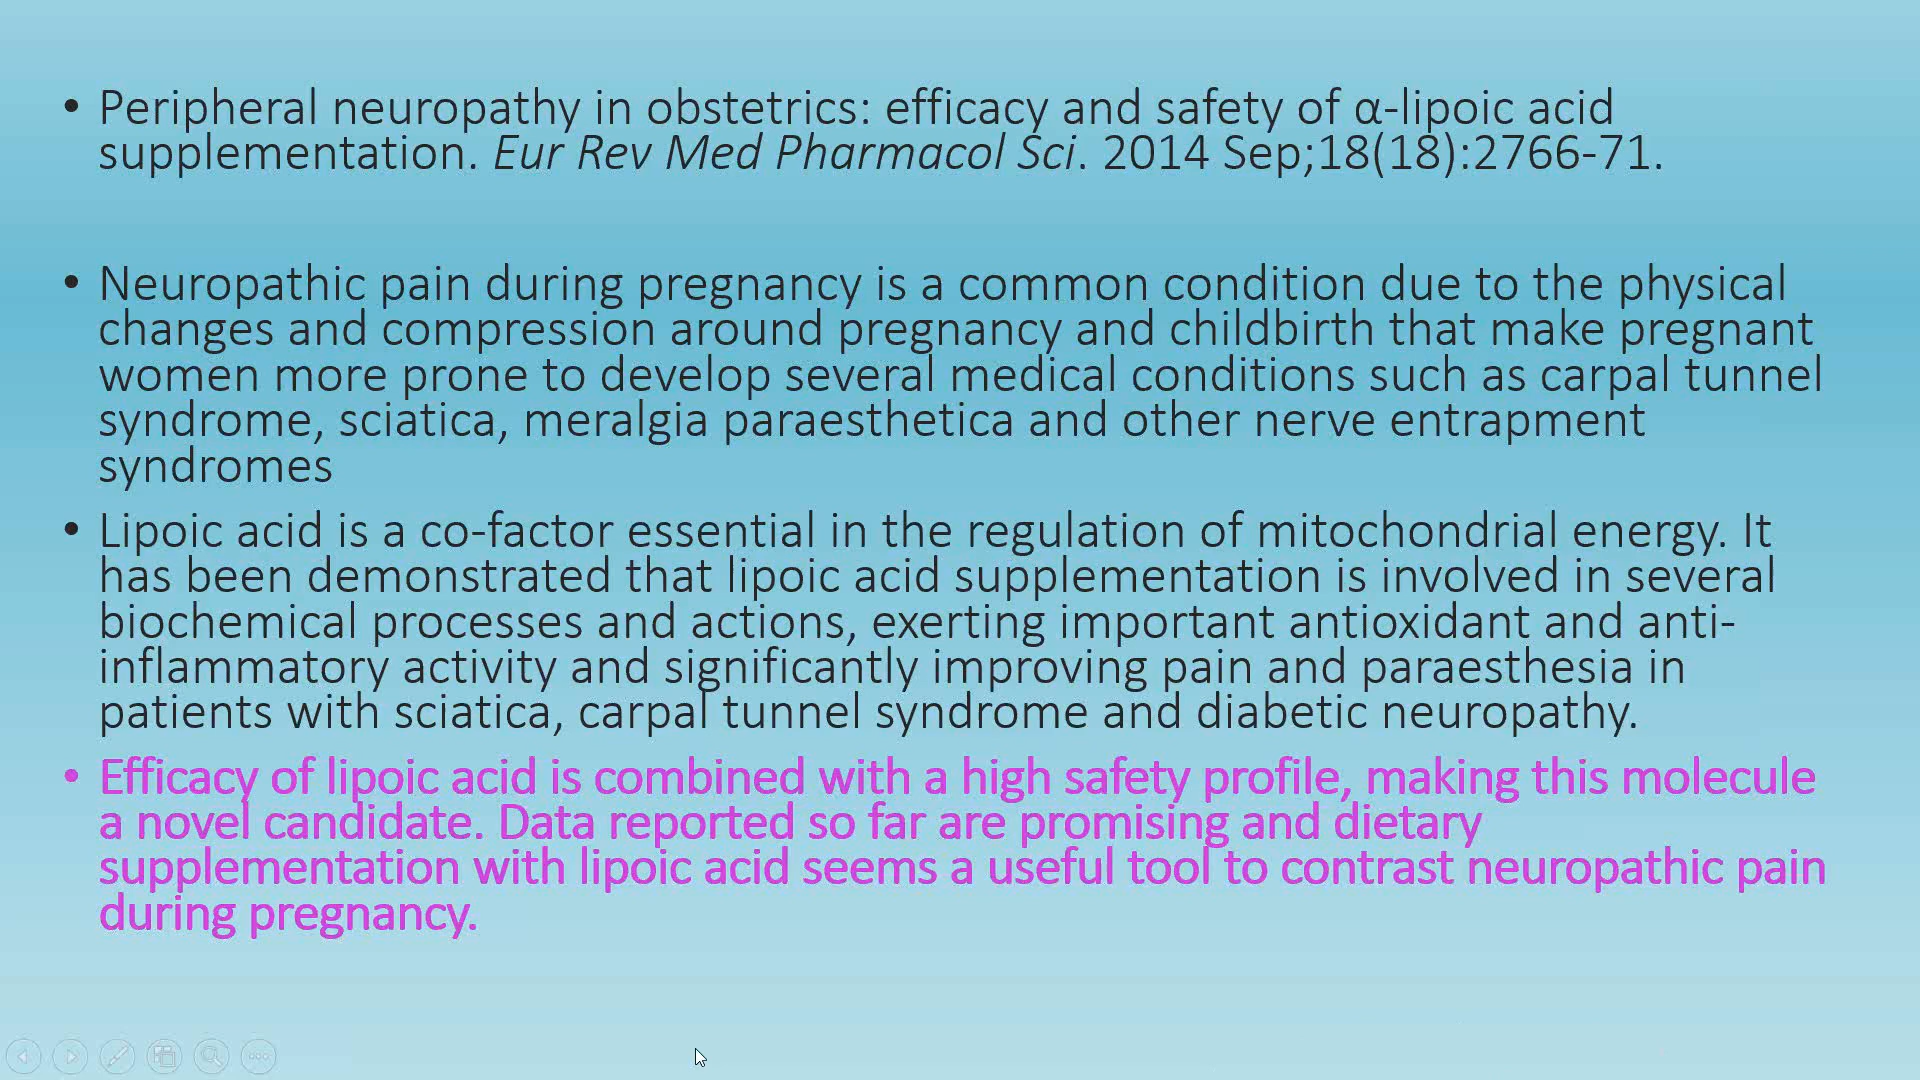 • Peripheral neuropathy in obstetrics: efficacy and safety of α-lipoic acid
supplementation. Eur Rev Med Pharmacol Sci. 2014 Sep;18(18):2766-71.
• Neuropathic pain during pregnancy is a common condition due to the physical
changes and compression around pregnancy and childbirth that make pregnant
women more prone to develop several medical conditions such as carpal tunnel
syndrome, sciatica, meralgia paraesthetica and other nerve entrapment
syndromes
• Lipoic acid is a co-factor essential in the regulation of mitochondrial energy. It
has been demonstrated that lipoic acid supplementation is involved in several
biochemical processes and actions, exerting important antioxidant and anti-
inflammatory activity and significantly improving pain and paraesthesia in
patients with sciatica, carpal tunnel syndrome and diabetic neuropathy.
• Efficacy of lipoic acid is combined with a high safety profile, making this molecule
a novel candidate. Data reported so far are promising and dietary
supplementation with lipoic acid seems a useful tool to contrast neuropathic pain
during pregnancy.